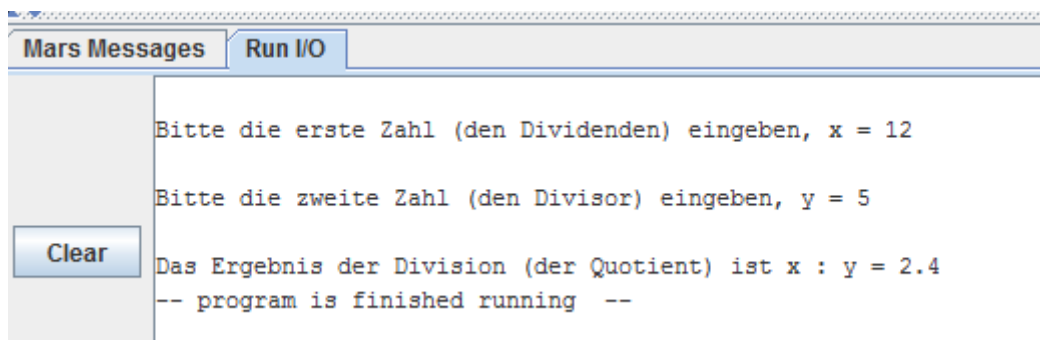 Mars Messages Run I/O
Bitte die erste Zahl (den Dividenden) eingeben, x = 12
Bitte die zweite Zahl (den Divisor) eingeben, y = 5
Clear
Das Ergebnis der Division (der Quotient) ist x : y = 2.4
-- program is finished running --